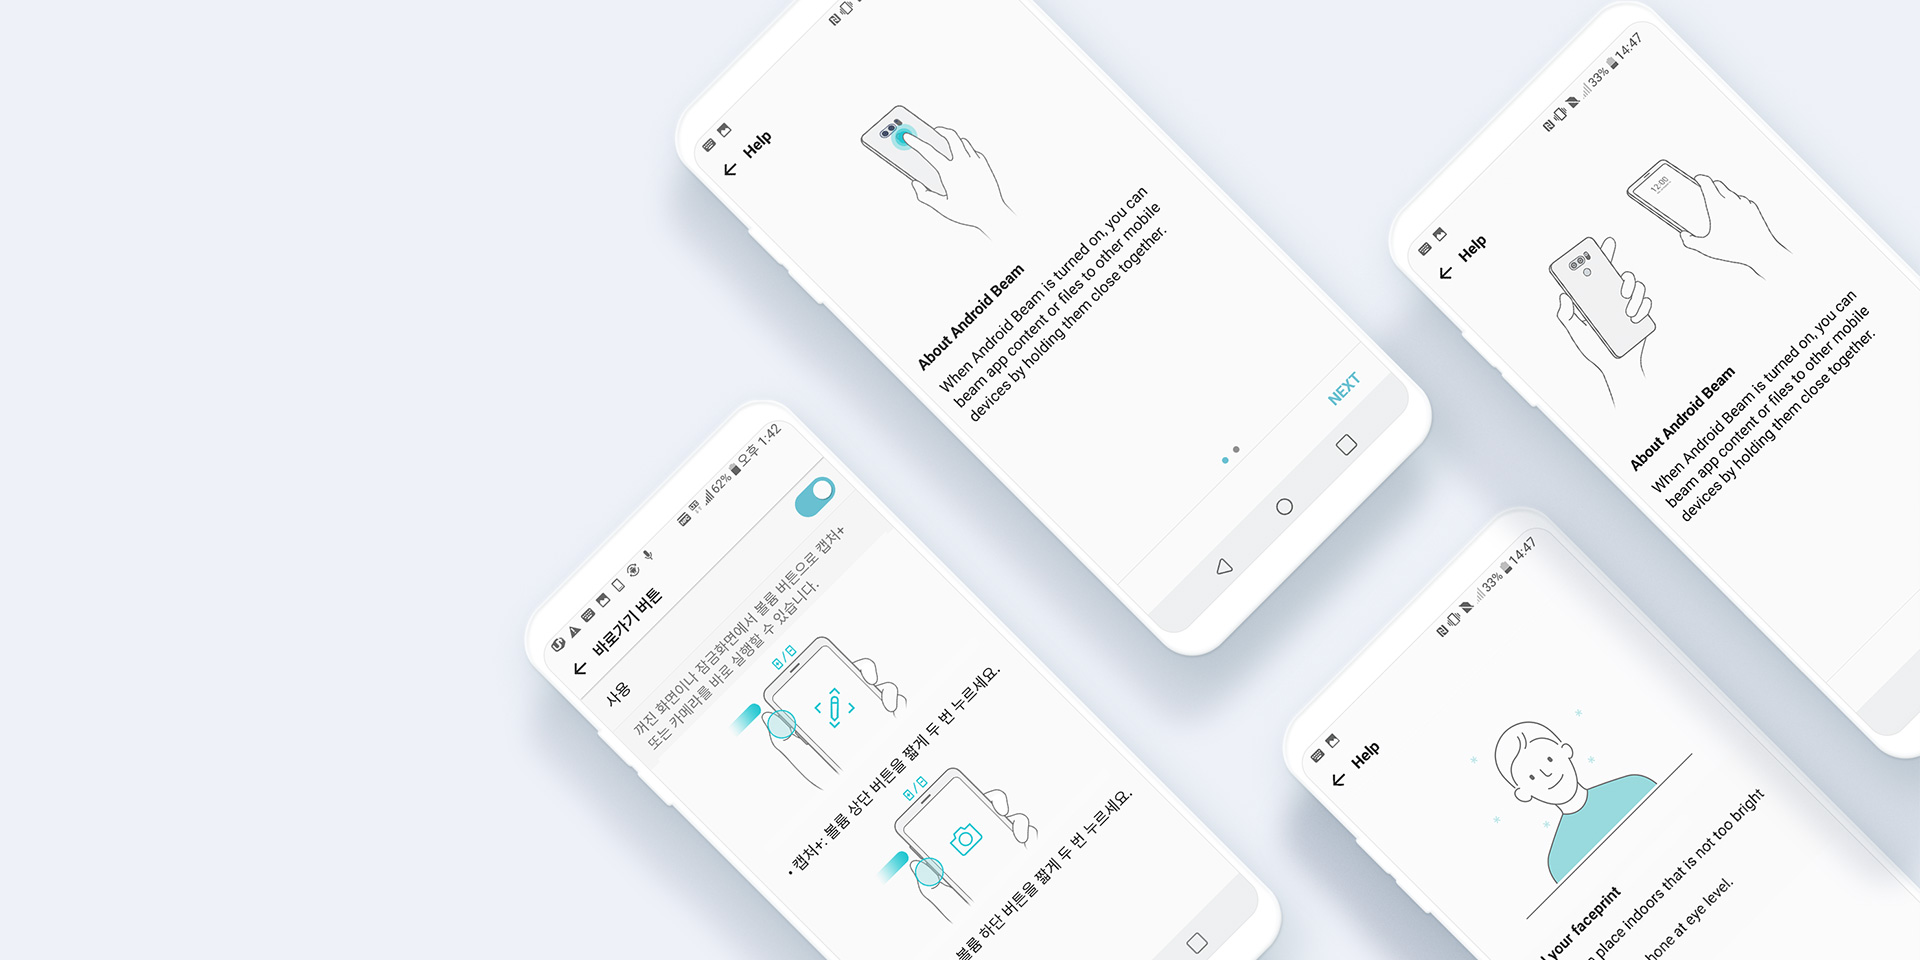 Help
About Android Beam
When Android Beam is turned on, you can
beam app content or files to other mobile
devices by holding them close together.
NEXT
33% 14:47
Help
12:00
About Android Beam
When Android Beam is turned on, you can
beam app content or files to other mobile
devices by holding them close together.
62% 오후 1:42
바로가기 버튼
사용
꺼진 화면이나 잠금화면에서 볼륨 버튼으로 캡처+
또는 카메라를 바로 실행할 수 있습니다.
• 캡처+: 볼륨 상단 버튼을 짧게 두 번 누르세요.
볼륨 하단 버튼을 짧게 두 번 누르세요.
33% 14:47
Help
your faceprint
place indoors that is not too bright
at eye level.